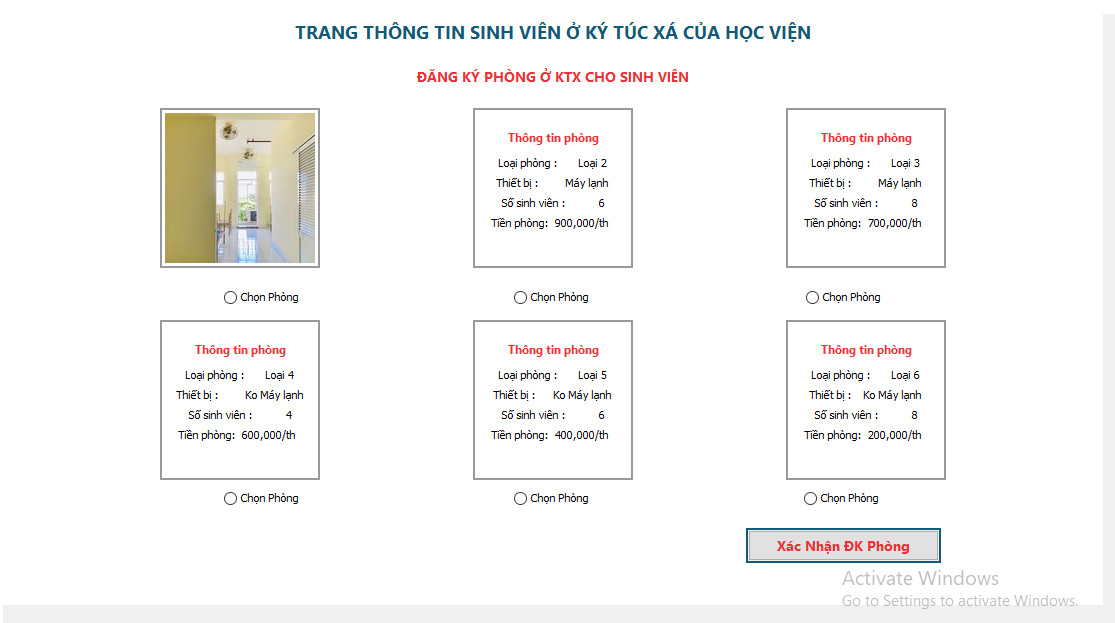 TRANG THÔNG TIN SINH VIÊN Ở KÝ TÚC XÁ CỦA HỌC VIỆN
ĐĂNG KÝ PHÒNG Ở KTX CHO SINH VIÊN
Thông tin phòng
Loại phòng : Loại 2
Thiết bị : Máy lạnh
Số sinh viên : 6
Tiền phòng: 900,000/th
Thông tin phòng
Loại phòng : Loại 3
Thiết bị : Máy lạnh
Số sinh viên : 8
Tiền phòng: 700,000/th
Chọn Phòng
Chọn Phòng
Chọn Phòng
Thông tin phòng
Loại phòng : Loại 4
Thiết bị : Ko Máy lạnh
Số sinh viên : 4
Tiền phòng: 600,000/th
Thông tin phòng
Loại phòng : Loại 5
Thiết bị : Ko Máy lạnh
Số sinh viên : 6
Tiền phòng: 400,000/th
Thông tin phòng
Loại phòng : Loại 6
Thiết bị : Ko Máy lạnh
Số sinh viên : 8
Tiền phòng: 200,000/th
Chọn Phòng
Chọn Phòng
Chọn Phòng
Xác Nhận ĐK Phòng
Activate Windows
Go to Settings to activate Windows.